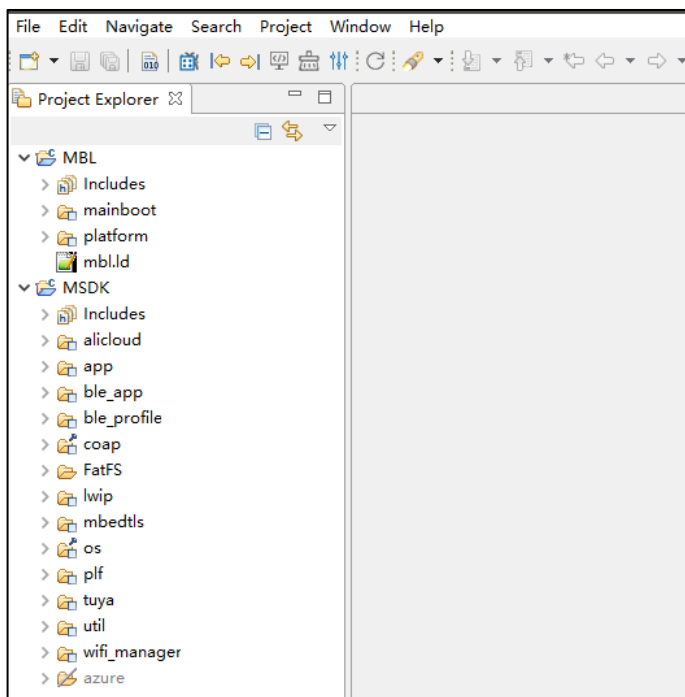 File Edit Navigate Search Project Window Help
Project Explorer
MBL
Includes
mainboot
platform
mbl.ld
MSDK
Includes
alicloud
app
ble_app
ble_profile
coap
FatFS
lwip
mbedtls
os
plf
tuya
util
wifi_manager
azure